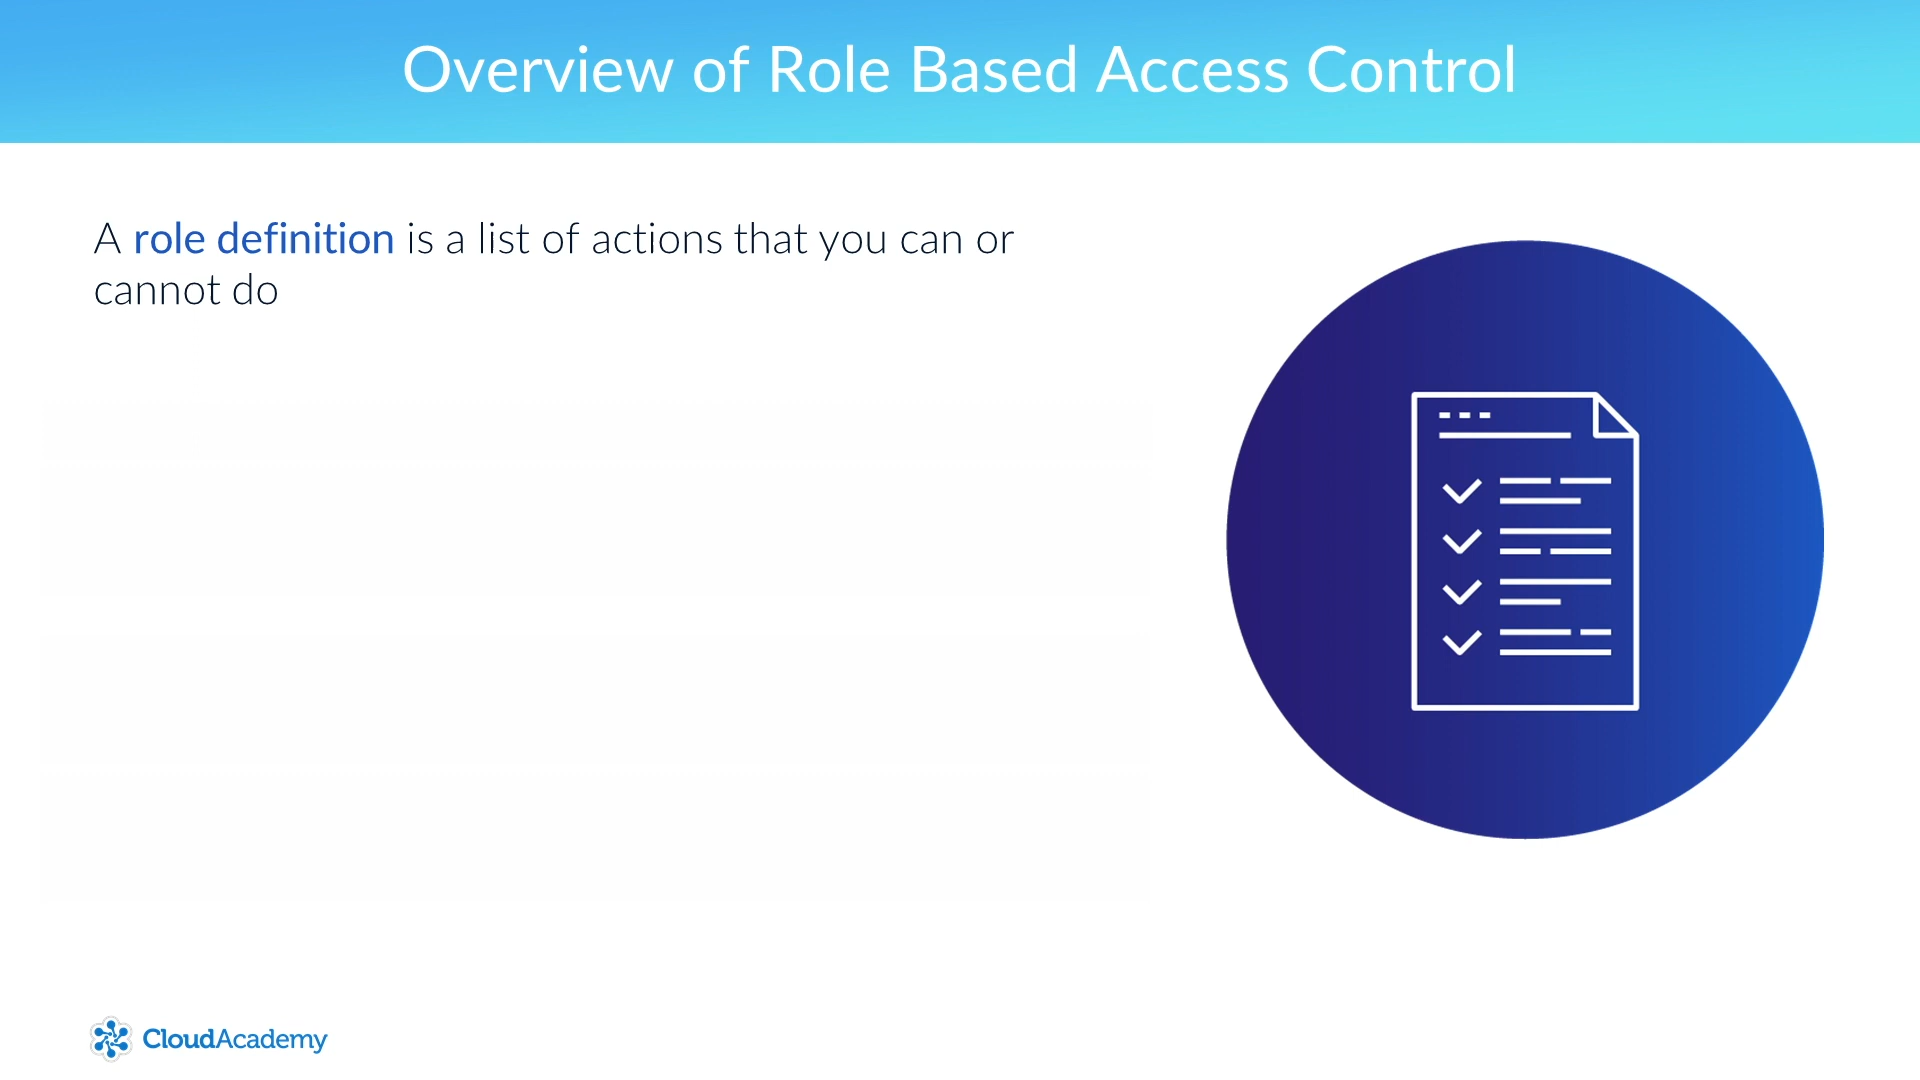 Overview of Role Based Access Control
A role definition is a list of actions that you can or
cannot do
CloudAcademy